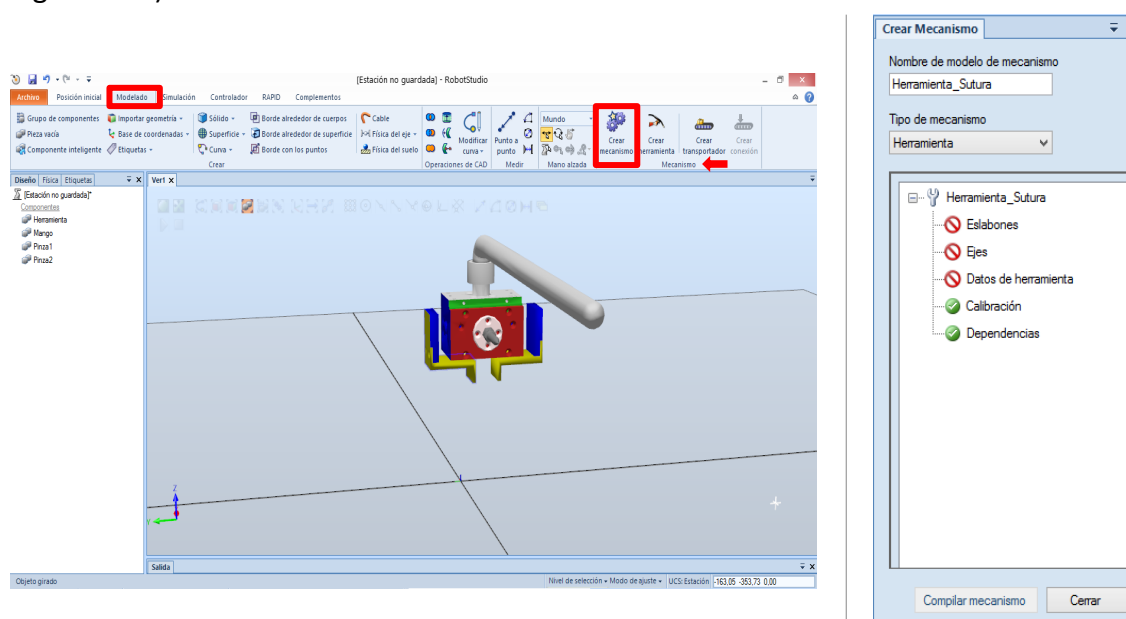 [Estación no guardada] - RobotStudio
Archivo Posición inicial Modelado Simulación Controlador RAPID Complementos
Grupo de componentes
Pieza vacía
Componente inteligente
Importar geometría
Base de coordenadas
Etiquetas
Sólido
Superficie
Curva
Borde alrededor de cuerpos
Borde alrededor de superficie
Borde con los puntos
Crear
Cable
Física del eje
Física del suelo
Modificar
curva
Operaciones de CAD
Punto a
punto
Medir
Mundo
Mano alzada
Crear
mecanismo
Crear
herramienta
Crear
transportador
Crear
conexión
Mecanismo
Diseño Física Etiquetas
[Estación no guardada]*
Componentes
Herramienta
Mango
Pinza1
Pinza2
Ver1
Z
Y
Salida
Objeto girado
Nivel de selección Modo de ajuste UCS: Estación -163,05 -353,73 0,00
Crear Mecanismo
Nombre de modelo de mecanismo
Herramienta_Sutura
Tipo de mecanismo
Herramienta
Herramienta_Sutura
Eslabones
Ejes
Datos de herramienta
Calibración
Dependencias
Compilar mecanismo Cerrar